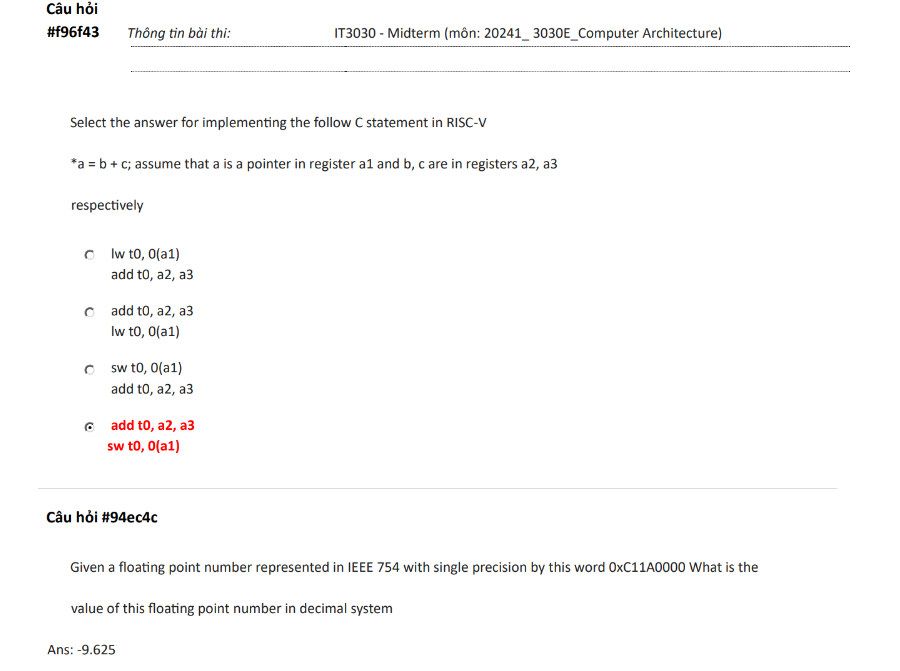 Câu hỏi
#f96f43 Thông tin bài thi: IT3030 - Midterm (môn: 20241_ 3030E_Computer Architecture)
Select the answer for implementing the follow C statement in RISC-V
*a = b + c; assume that a is a pointer in register a1 and b, c are in registers a2, a3
respectively
lw t0, 0(a1)
add t0, a2, a3
add t0, a2, a3
lw t0, 0(a1)
sw t0, 0(a1)
add t0, a2, a3
add t0, a2, a3
sw t0, 0(a1)
Câu hỏi #94ec4c
Given a floating point number represented in IEEE 754 with single precision by this word 0xC11A0000 What is the
value of this floating point number in decimal system
Ans: -9.625